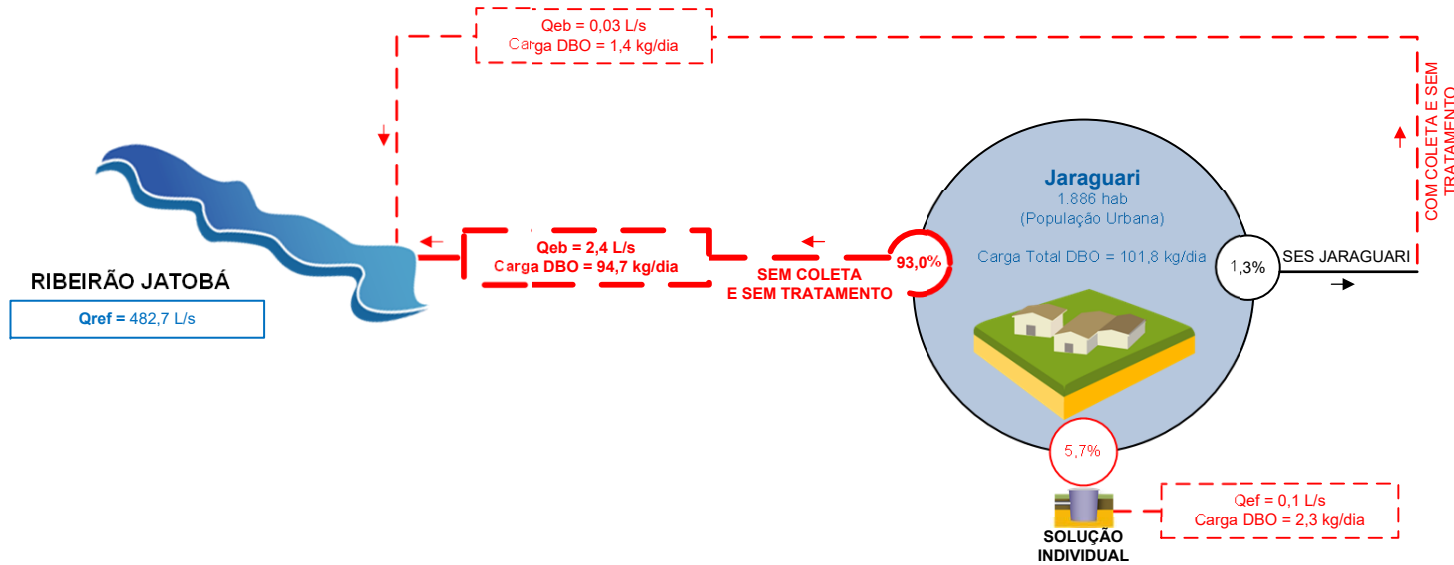 Qeb = 0,03 L/s
Carga DBO = 1,4 kg/dia
COM COLETA E SEM
TRATAMENTO
Jaraguari
1.886 hab
(População Urbana)
Carga Total DBO = 101,8 kg/dia
Qeb = 2,4 L/s
Carga DBO = 94,7 kg/dia
93,0%
SEM COLETA
E SEM TRATAMENTO
1,3%
SES JARAGUARI
RIBEIRÃO JATOBÁ
Qref = 482,7 L/s
5,7%
Qef = 0,1 L/s
Carga DBO = 2,3 kg/dia
SOLUÇÃO
INDIVIDUAL